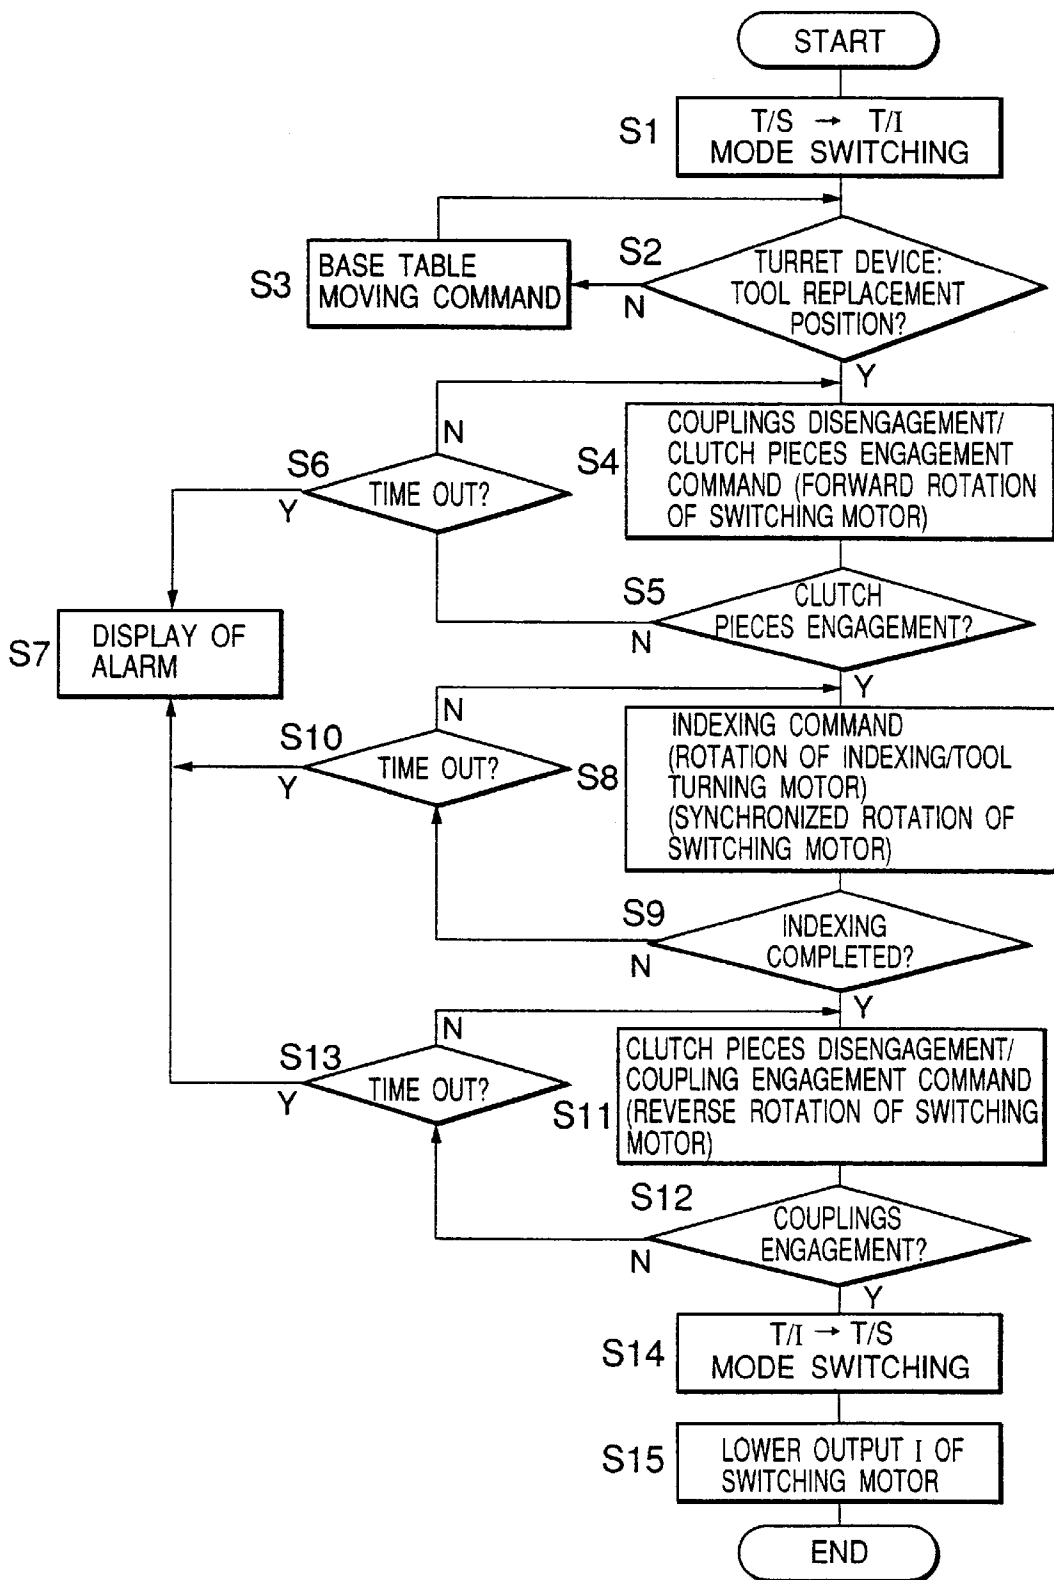 START
S1
T/S → T/I
MODE SWITCHING
S2
TURRET DEVICE:
TOOL REPLACEMENT
POSITION?
N
Y
S3
BASE TABLE
MOVING COMMAND
S4
COUPLINGS DISENGAGEMENT/
CLUTCH PIECES ENGAGEMENT
COMMAND (FORWARD ROTATION
OF SWITCHING MOTOR)
S5
CLUTCH
PIECES ENGAGEMENT?
N
Y
S6
TIME OUT?
N
Y
S7
DISPLAY OF
ALARM
S8
INDEXING COMMAND
(ROTATION OF INDEXING/TOOL
TURNING MOTOR)
(SYNCHRONIZED ROTATION OF
SWITCHING MOTOR)
S9
INDEXING
COMPLETED?
N
Y
S10
TIME OUT?
N
Y
S11
CLUTCH PIECES DISENGAGEMENT/
COUPLING ENGAGEMENT COMMAND
(REVERSE ROTATION OF SWITCHING
MOTOR)
S12
COUPLINGS
ENGAGEMENT?
N
Y
S13
TIME OUT?
N
Y
S14
T/I → T/S
MODE SWITCHING
S15
LOWER OUTPUT I OF
SWITCHING MOTOR
END